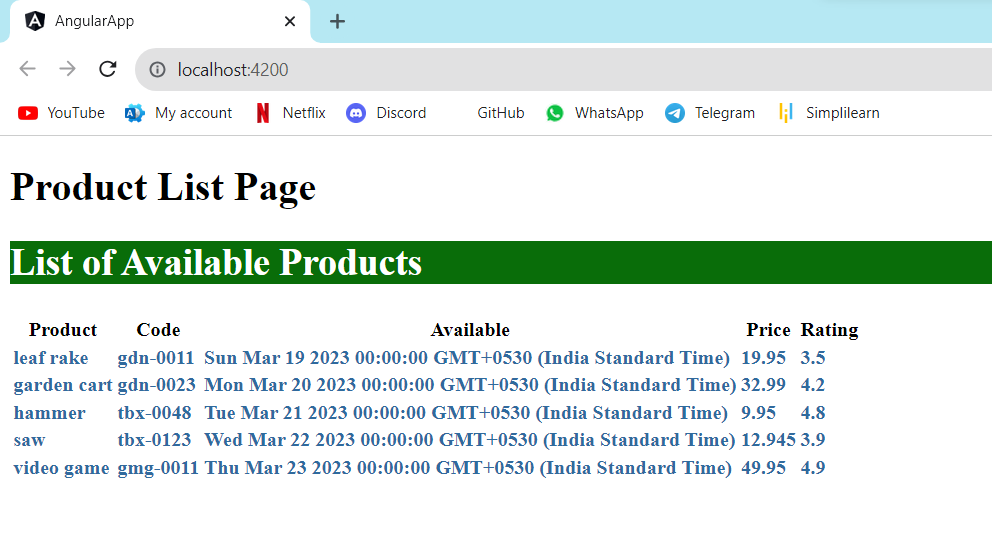 AngularApp
localhost:4200
YouTube My account Netflix Discord GitHub WhatsApp Telegram Simplilearn
Product List Page
List of Available Products
Product Code Available Price Rating
leaf rake gdn-0011 Sun Mar 19 2023 00:00:00 GMT+0530 (India Standard Time) 19.95 3.5
garden cart gdn-0023 Mon Mar 20 2023 00:00:00 GMT+0530 (India Standard Time) 32.99 4.2
hammer tbx-0048 Tue Mar 21 2023 00:00:00 GMT+0530 (India Standard Time) 9.95 4.8
saw tbx-0123 Wed Mar 22 2023 00:00:00 GMT+0530 (India Standard Time) 12.945 3.9
video game gmg-0011 Thu Mar 23 2023 00:00:00 GMT+0530 (India Standard Time) 49.95 4.9